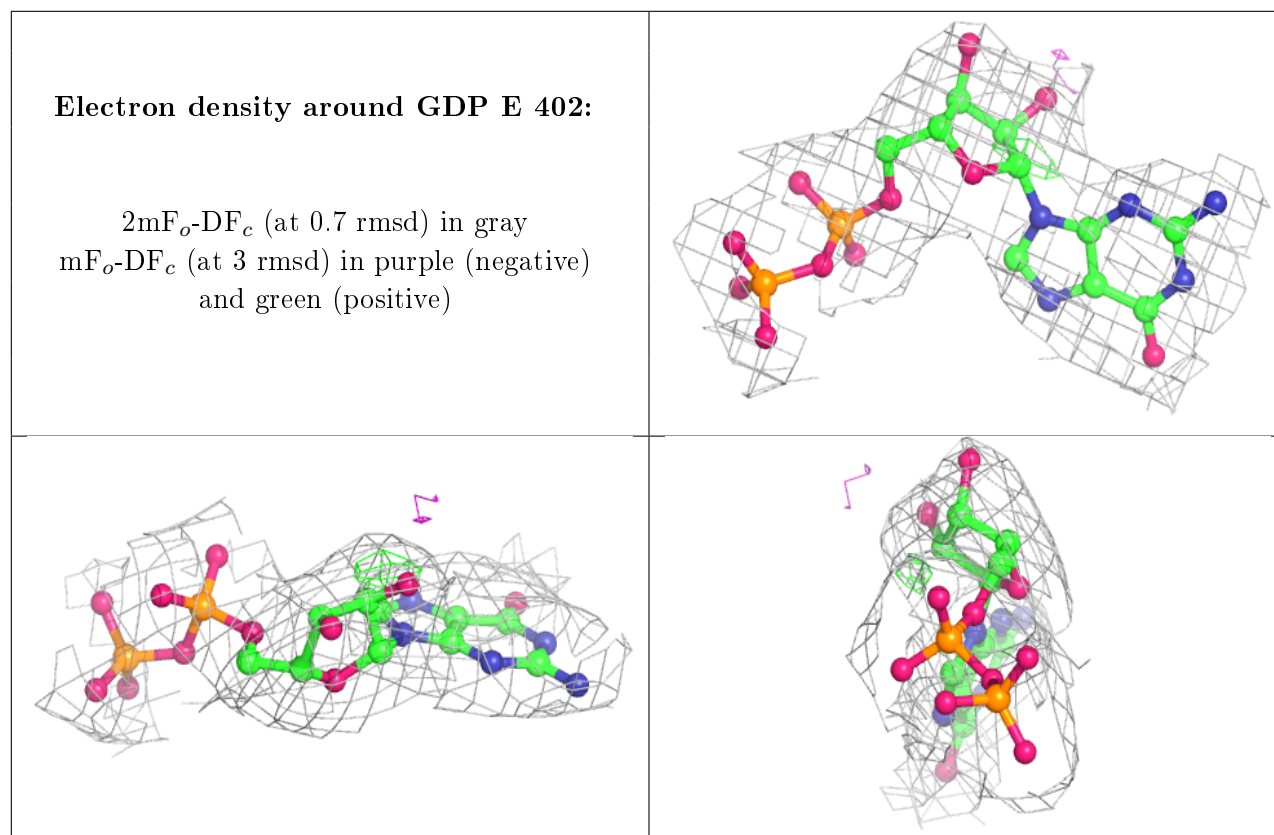 Electron density around GDP E 402:
2mFₒ-DF𝒸 (at 0.7 rmsd) in gray
mFₒ-DF𝒸 (at 3 rmsd) in purple (negative)
and green (positive)